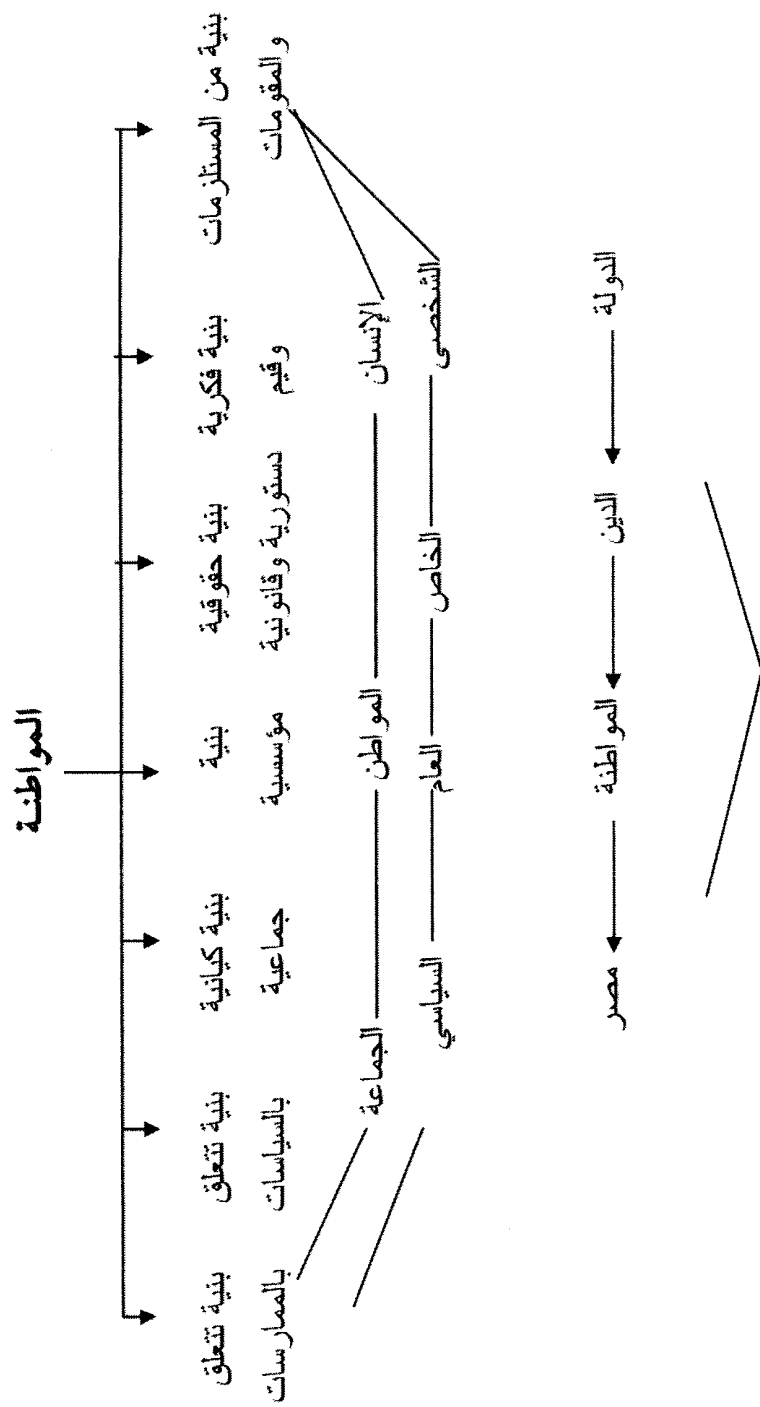 المواطنة
بنية من المستلزمات والمقومات
بنية فكرية وقيم
بنية حقوقية دستورية وقانونية
بنية مؤسسية
بنية كيانية جماعية
بنية تتعلق بالسياسات
بنية تتعلق بالممارسات
الإنسان المواطن الجماعة
الشخصى الخاص العام السياسي
الدولة الدين المواطنة مصر